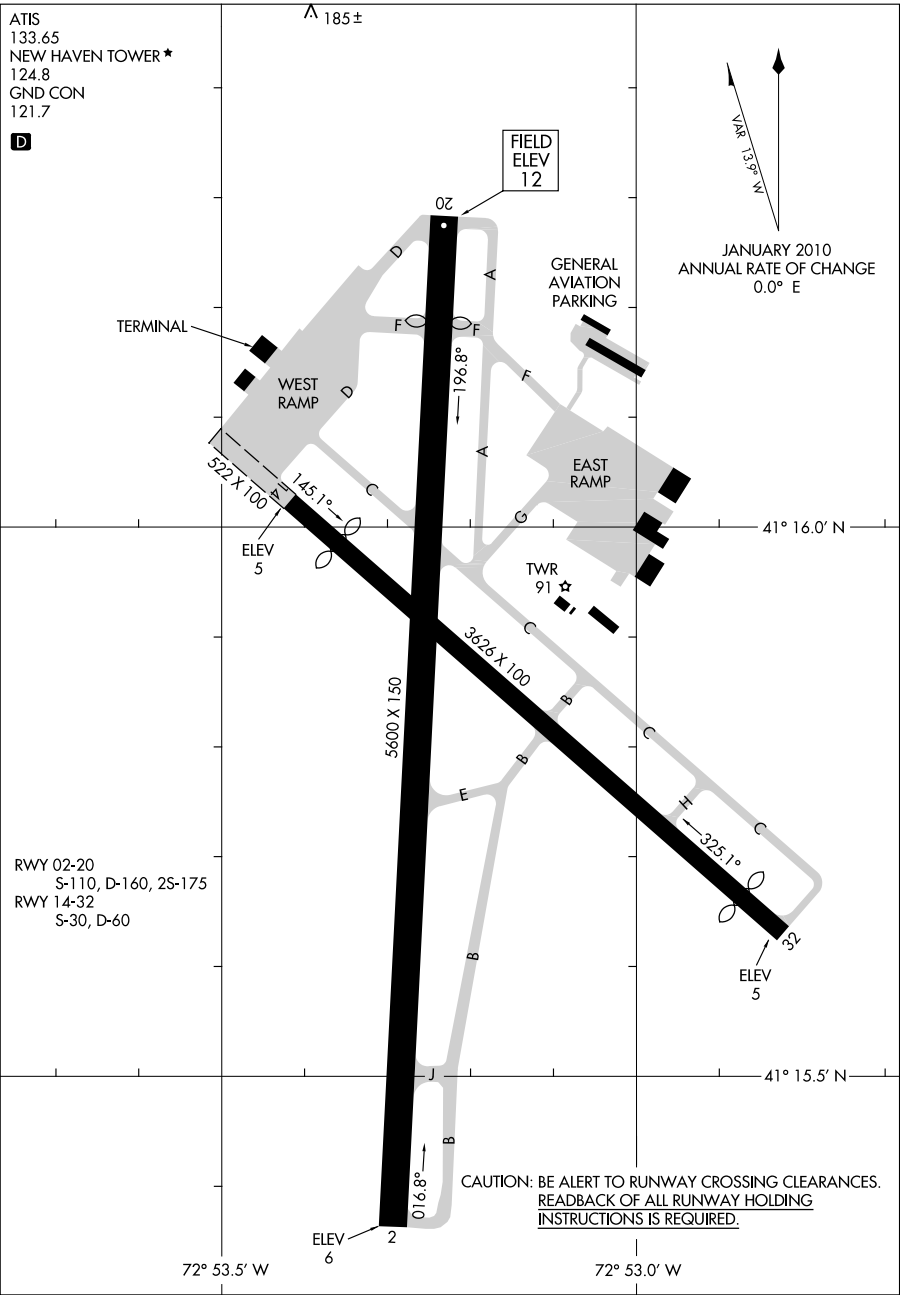 ATIS
133.65
NEW HAVEN TOWER★
124.8
GND CON
121.7
D
185±
FIELD
ELEV
12
VAR 13.9° W
JANUARY 2010
ANNUAL RATE OF CHANGE
0.0° E
20
D
A
GENERAL
AVIATION
PARKING
TERMINAL
F
F
196.8°
F
WEST
RAMP
D
A
EAST
RAMP
522 X 100
14
145.1°
C
G
41° 16.0' N
ELEV
5
TWR
91
C
3626 X 100
5600 X 150
B
C
B
E
H
C
325.1°
RWY 02-20
S-110, D-160, 2S-175
RWY 14-32
S-30, D-60
32
B
ELEV
5
J
41° 15.5' N
B
016.8°
CAUTION: BE ALERT TO RUNWAY CROSSING CLEARANCES.
READBACK OF ALL RUNWAY HOLDING
INSTRUCTIONS IS REQUIRED.
ELEV
6
2
72° 53.5' W
72° 53.0' W